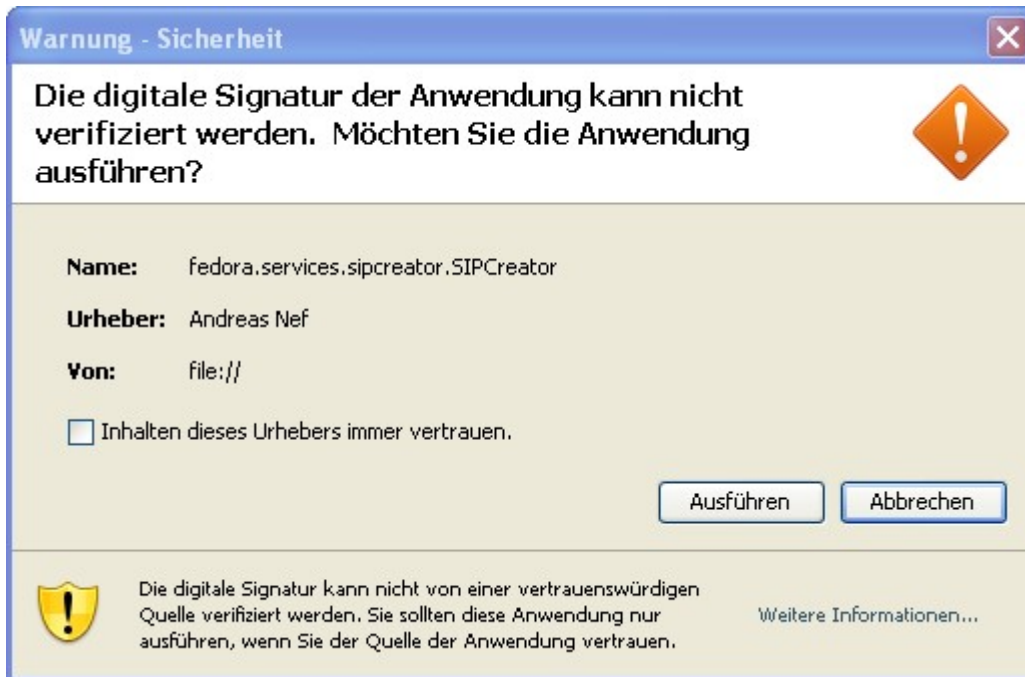 Warnung - Sicherheit
Die digitale Signatur der Anwendung kann nicht
verifiziert werden.  Möchten Sie die Anwendung
ausführen?
Name: fedora.services.sipcreator.SIPCreator
Urheber: Andreas Nef
Von: file://
Inhalten dieses Urhebers immer vertrauen.
Ausführen Abbrechen
Die digitale Signatur kann nicht von einer vertrauenswürdigen
Quelle verifiziert werden. Sie sollten diese Anwendung nur
ausführen, wenn Sie der Quelle der Anwendung vertrauen.
Weitere Informationen...